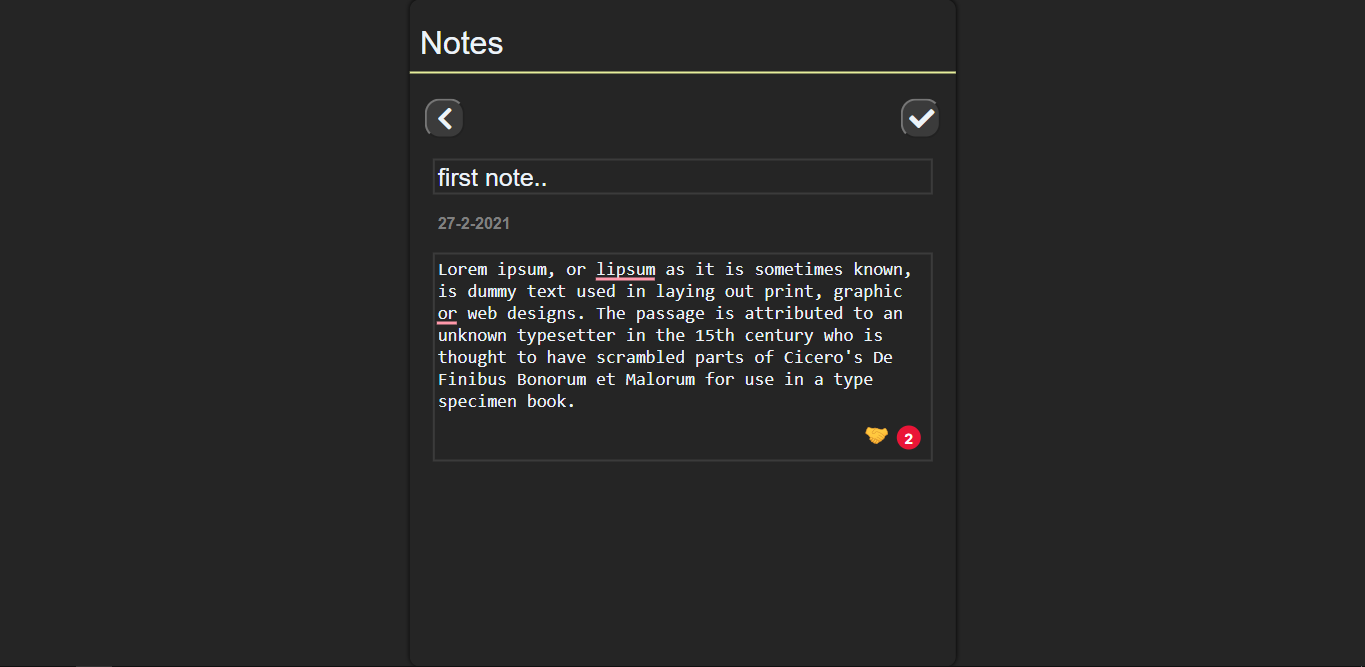 Notes
first note..
27-2-2021
Lorem ipsum, or lipsum as it is sometimes known,
is dummy text used in laying out print, graphic
or web designs. The passage is attributed to an
unknown typesetter in the 15th century who is
thought to have scrambled parts of Cicero's De
Finibus Bonorum et Malorum for use in a type
specimen book.
2